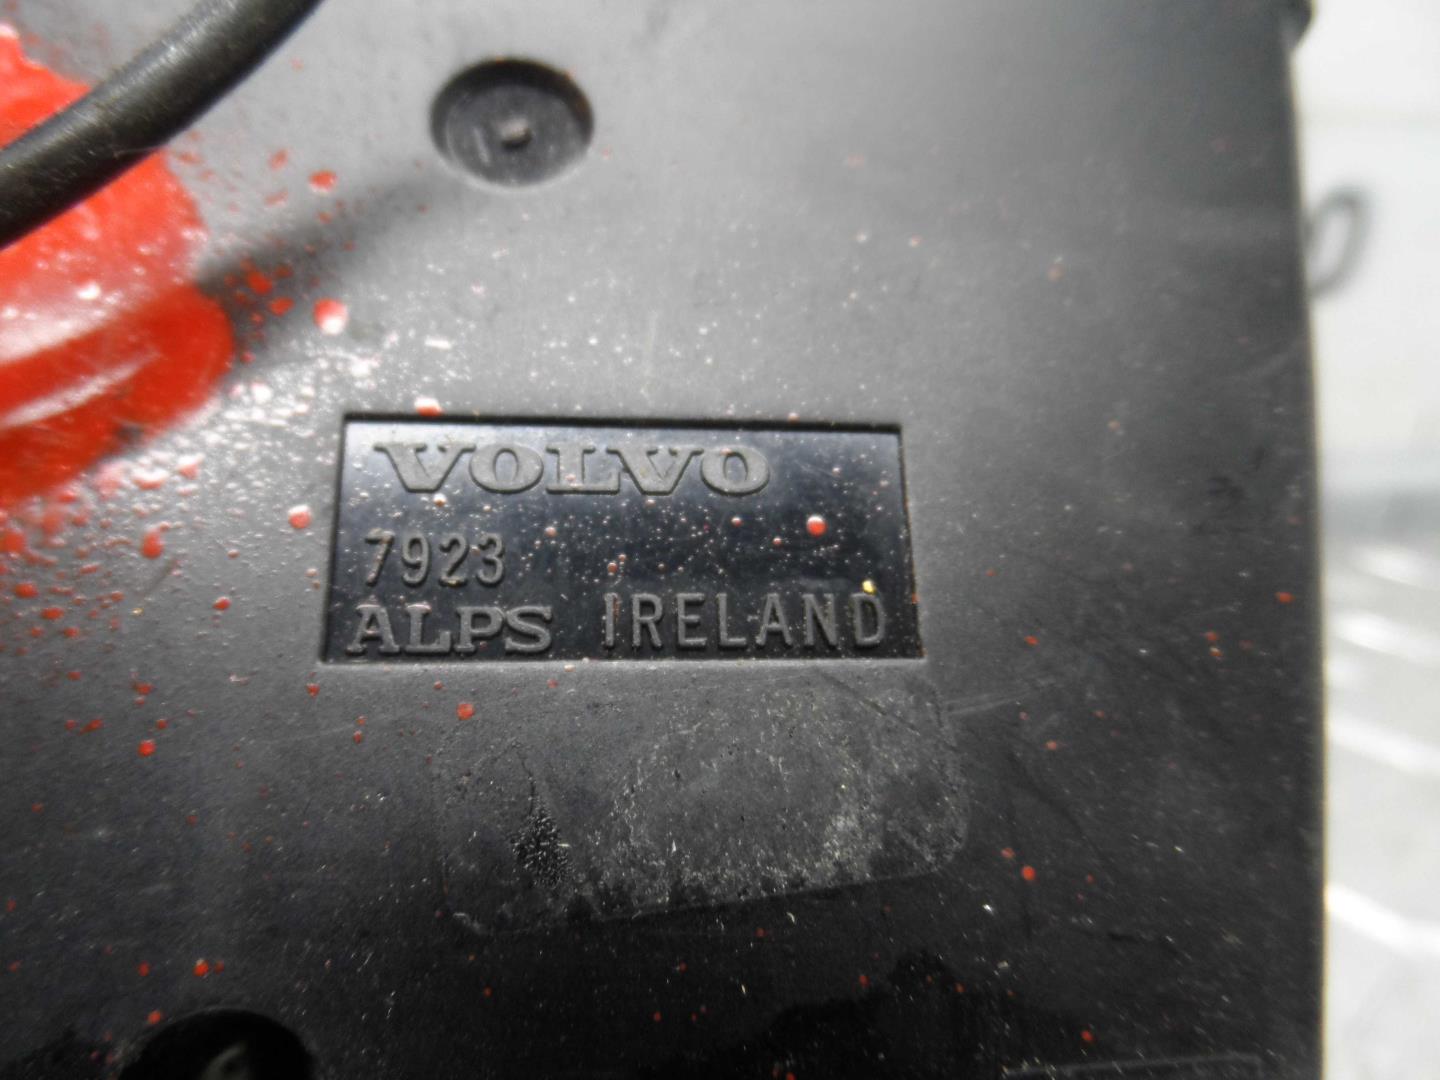 VOLVO
7923
ALPS IRELAND